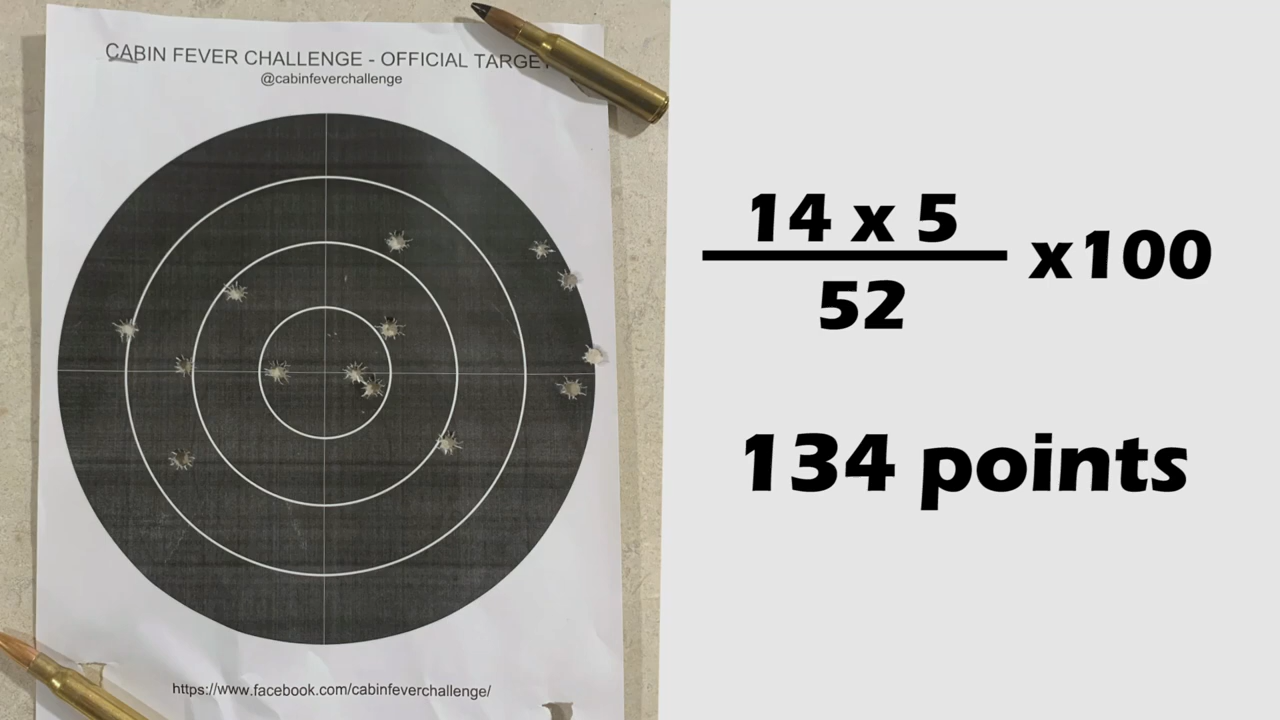 CABIN FEVER CHALLENGE - OFFICIAL TARGET
@cabinfeverchallenge
https://www.facebook.com/cabinfeverchallenge/
14 x 5
52
x100
134 points